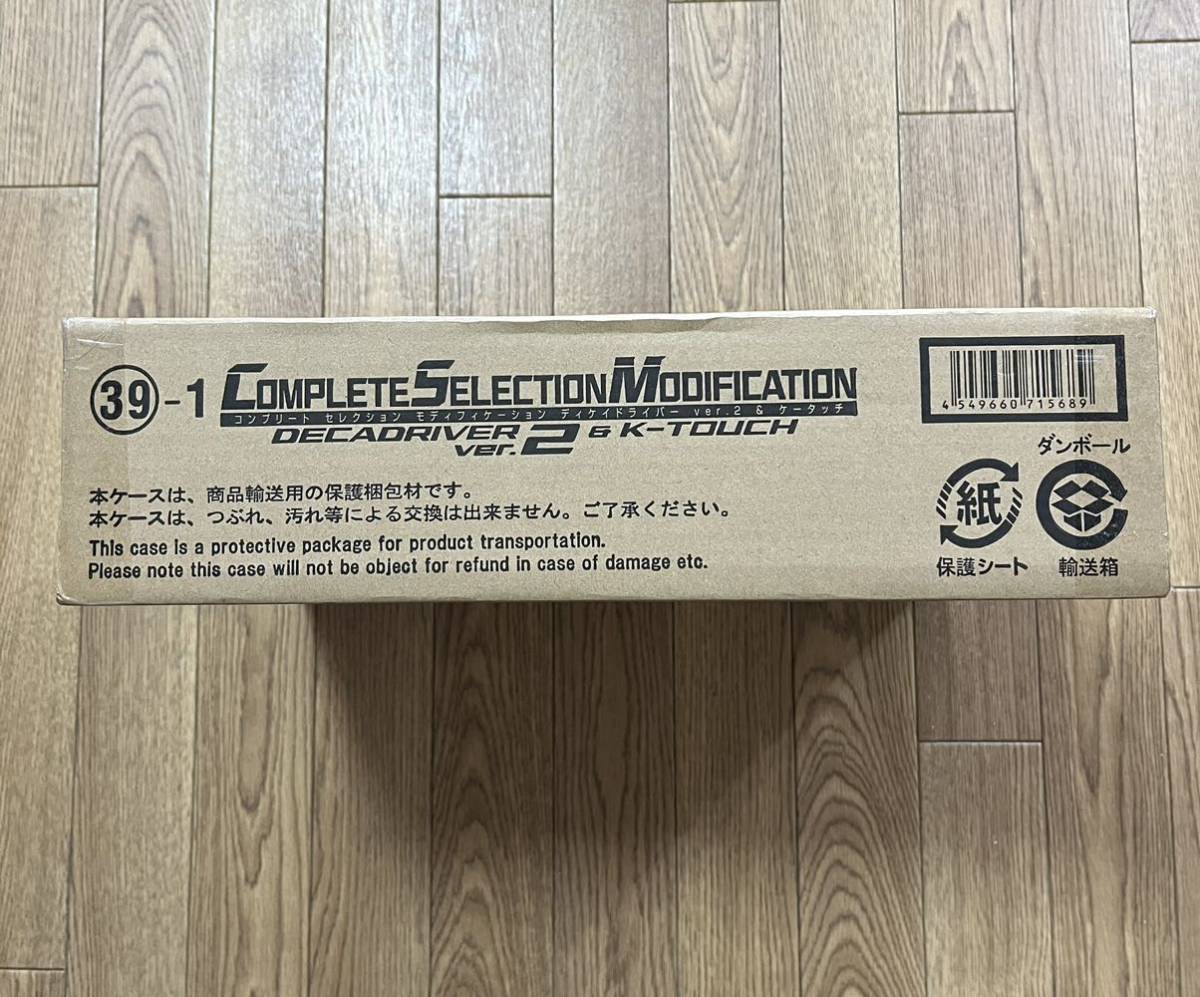 ㊴-1 COMPLETE SELECTION MODIFICATION
コンプリート セレクション モディフィケーション ディケイドライバー ver.2 & ケータッチ
DECADRIVER ver.2 & K-TOUCH
本ケースは、商品輸送用の保護梱包材です。
本ケースは、つぶれ、汚れ等による交換は出来ません。ご了承ください。
This case is a protective package for product transportation.
Please note this case will not be object for refund in case of damage etc.
4 549660 715689
ダンボール
紙
保護シート
輸送箱